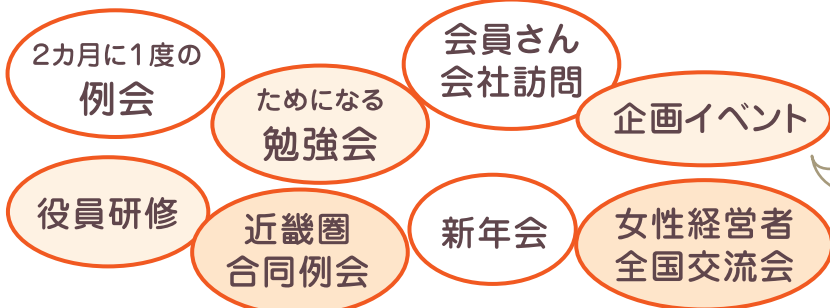 2カ月に1度の
例会
ためになる
勉強会
会員さん
会社訪問
企画イベント
役員研修
近畿圏
合同例会
新年会
女性経営者
全国交流会